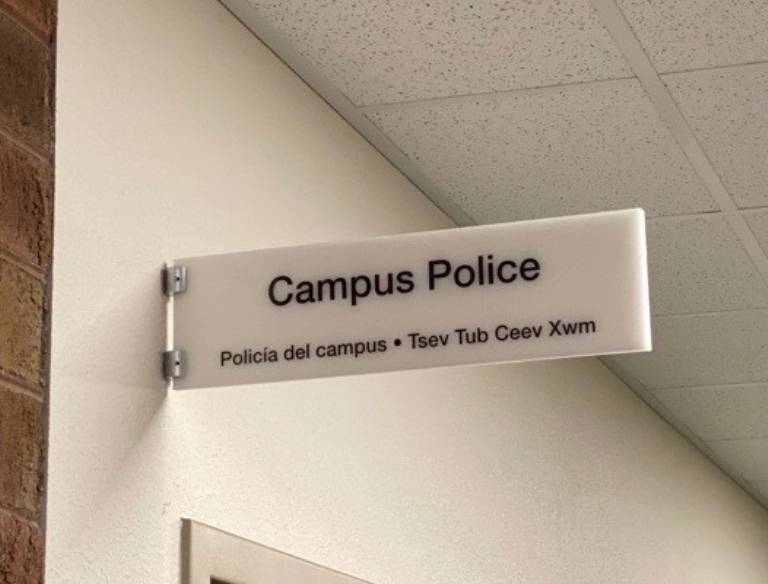 Campus Police
Policía del campus • Tsev Tub Ceev Xwm